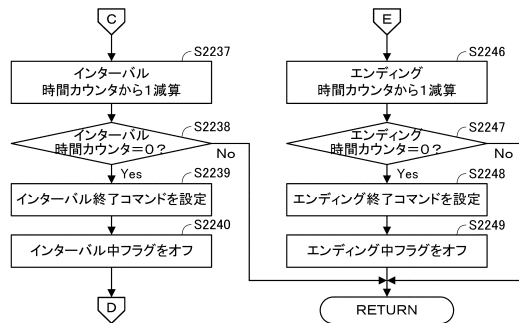 C
S2237
インターバル
時間カウンタから1減算
S2238
インターバル
時間カウンタ=0?
No
Yes
S2239
インターバル終了コマンドを設定
S2240
インターバル中フラグをオフ
D
E
S2246
エンディング
時間カウンタから1減算
S2247
エンディング
時間カウンタ=0?
No
Yes
S2248
エンディング終了コマンドを設定
S2249
エンディング中フラグをオフ
RETURN